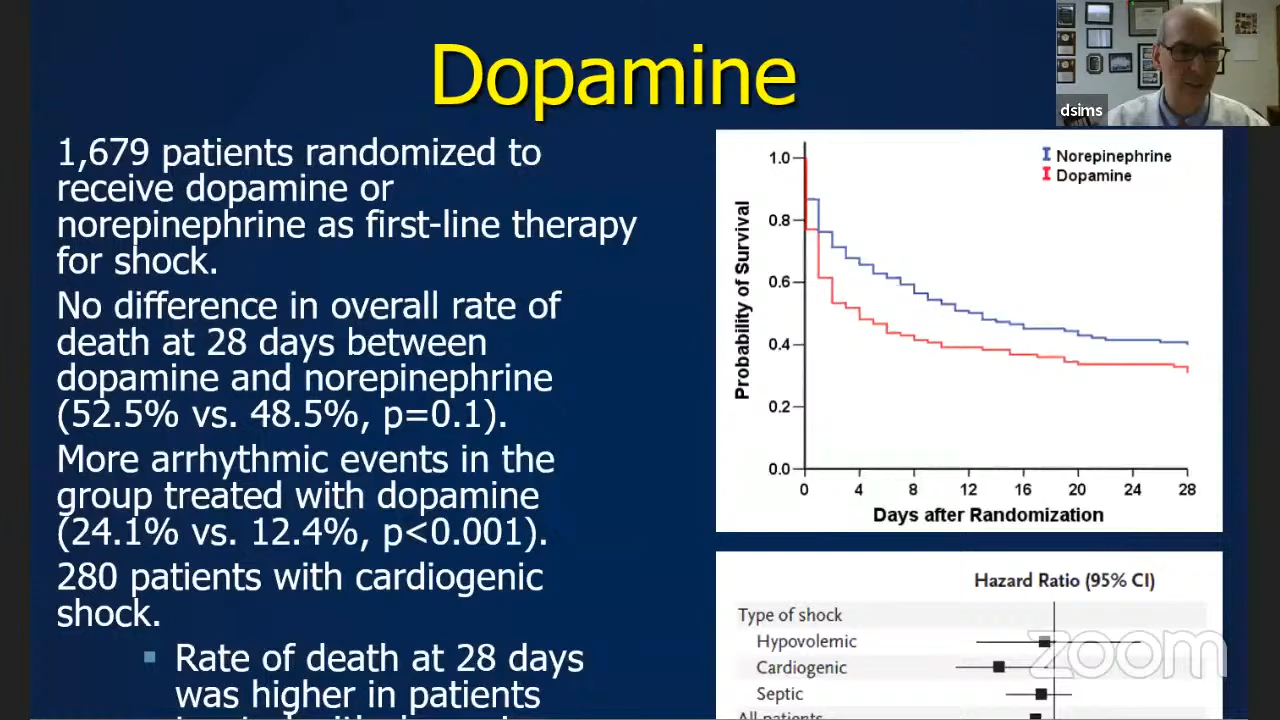 Dopamine
dsims
1,679 patients randomized to
receive dopamine or
norepinephrine as first-line therapy
for shock.
No difference in overall rate of
death at 28 days between
dopamine and norepinephrine
(52.5% vs. 48.5%, p=0.1).
More arrhythmic events in the
group treated with dopamine
(24.1% vs. 12.4%, p<0.001).
280 patients with cardiogenic
shock.
Rate of death at 28 days
was higher in patients
Norepinephrine
Dopamine
Probability of Survival
1.0
0.8
0.6
0.4
0.2
0.0
0 4 8 12 16 20 24 28
Days after Randomization
Hazard Ratio (95% CI)
Type of shock
Hypovolemic
Cardiogenic
Septic
All patients
zoom